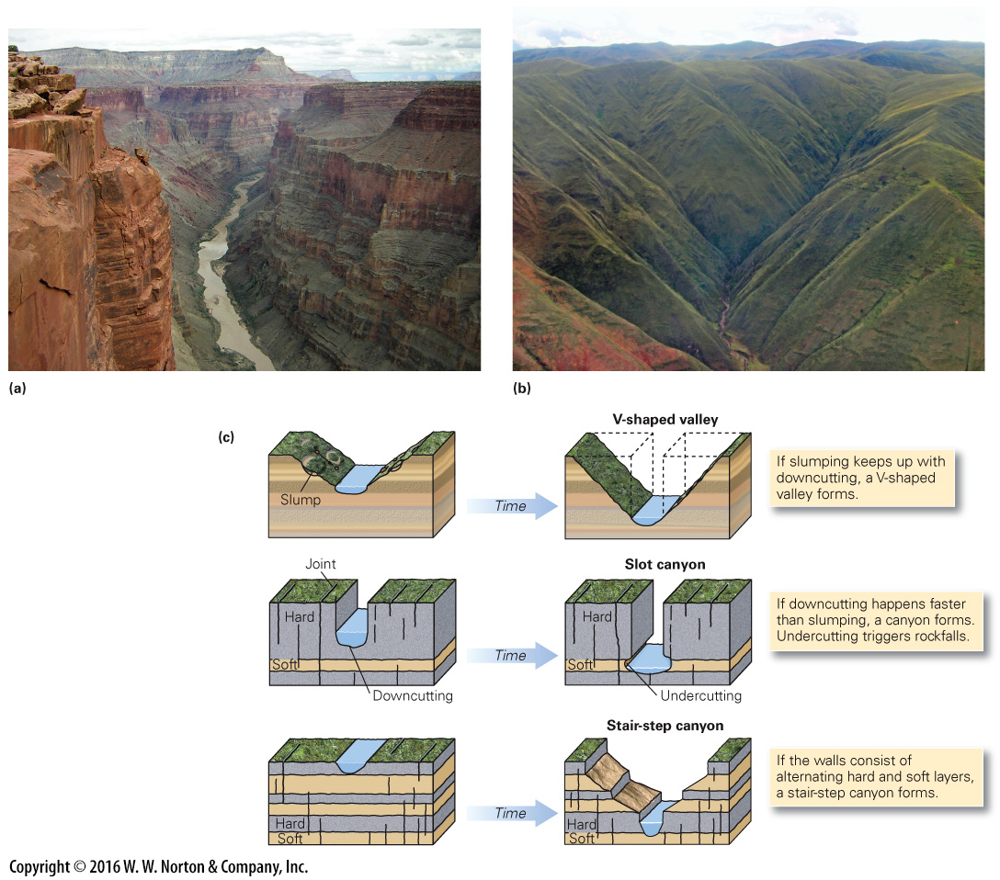 (a)
(b)
(c)
V-shaped valley
Slump
Time
If slumping keeps up with
downcutting, a V-shaped
valley forms.
Joint
Slot canyon
Hard
Soft
Downcutting
Time
Hard
Soft
Undercutting
If downcutting happens faster
than slumping, a canyon forms.
Undercutting triggers rockfalls.
Stair-step canyon
Hard
Soft
Time
Hard
Soft
If the walls consist of
alternating hard and soft layers,
a stair-step canyon forms.
Copyright © 2016 W. W. Norton & Company, Inc.